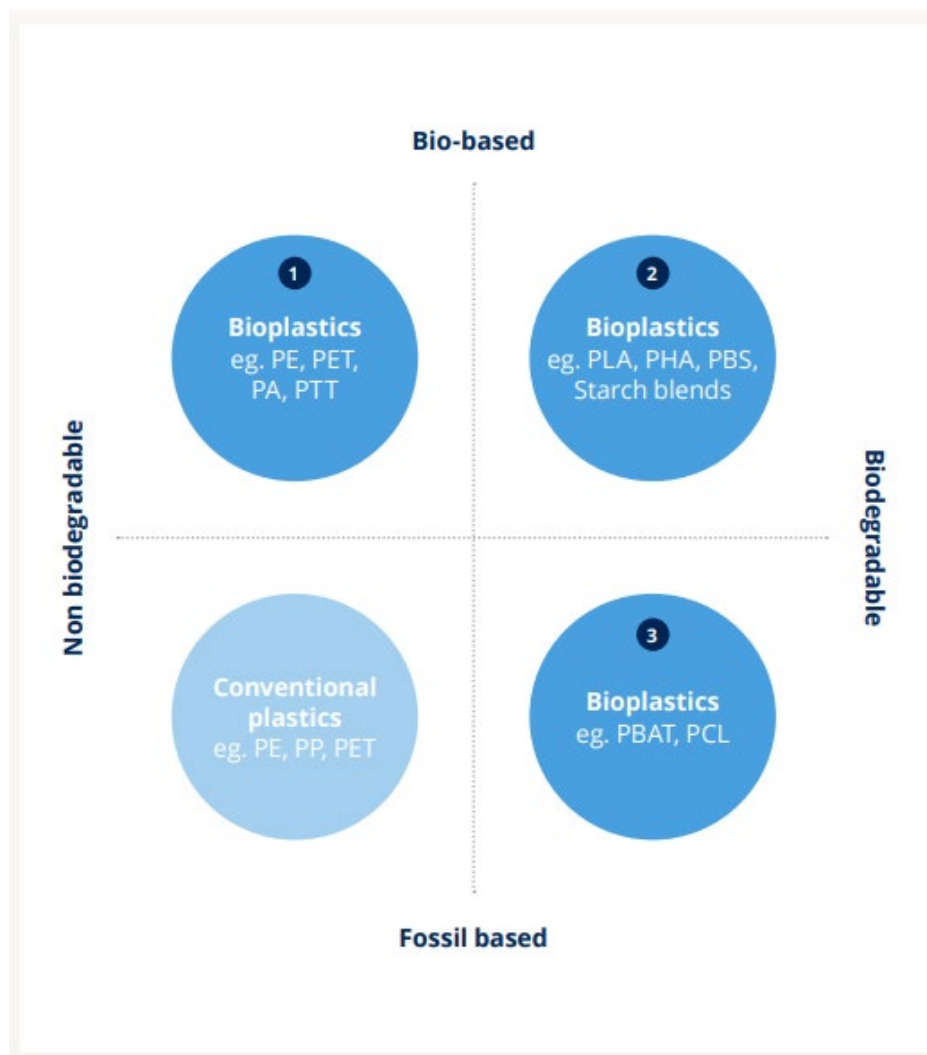 Bio-based
1
Bioplastics
eg. PE, PET,
PA, PTT
2
Bioplastics
eg. PLA, PHA, PBS,
Starch blends
Non biodegradable
Biodegradable
Conventional
plastics
eg. PE, PP, PET
3
Bioplastics
eg. PBAT, PCL
Fossil based